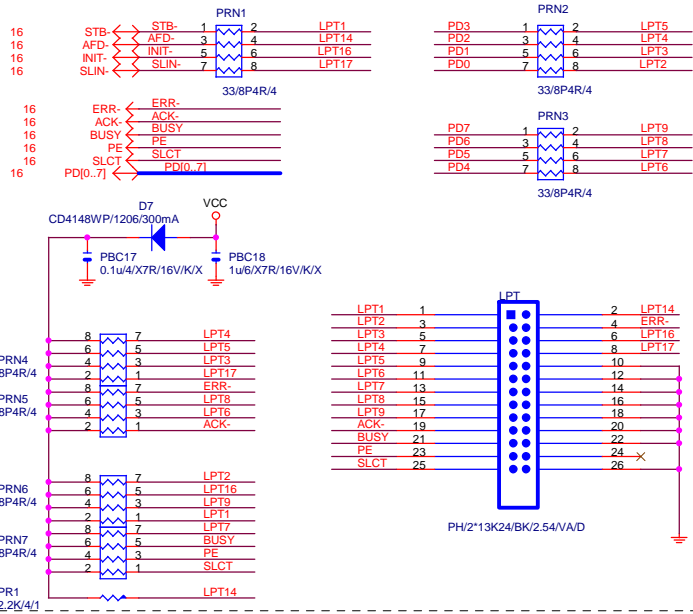 PRN1
16 STB- STB- 1 2 LPT1
16 AFD- AFD- 3 4 LPT14
16 INIT- INIT- 5 6 LPT16
16 SLIN- SLIN- 7 8 LPT17
33/8P4R/4
PRN2
PD3 1 2 LPT5
PD2 3 4 LPT4
PD1 5 6 LPT3
PD0 7 8 LPT2
33/8P4R/4
16 ERR- ERR-
16 ACK- ACK-
16 BUSY BUSY
16 PE PE
16 SLCT SLCT
16 PD[0..7] PD[0..7]
PRN3
PD7 1 2 LPT9
PD6 3 4 LPT8
PD5 5 6 LPT7
PD4 7 8 LPT6
33/8P4R/4
D7 VCC
CD4148WP/1206/300mA
PBC17
0.1u/4/X7R/16V/K/X
PBC18
1u/6/X7R/16V/K/X
8 7 LPT4
6 5 LPT5
PRN4 4 3 LPT3
8P4R/4 2 1 LPT17
8 7 ERR-
PRN5 6 5 LPT8
8P4R/4 4 3 LPT6
2 1 ACK-
8 7 LPT2
PRN6 6 5 LPT16
8P4R/4 4 3 LPT9
2 1 LPT1
8 7 LPT7
PRN7 6 5 BUSY
8P4R/4 4 3 PE
2 1 SLCT
PR1 LPT14
2.2K/4/1
LPT
LPT1 1 2 LPT14
LPT2 3 4 ERR-
LPT3 5 6 LPT16
LPT4 7 8 LPT17
LPT5 9 10
LPT6 11 12
LPT7 13 14
LPT8 15 16
LPT9 17 18
ACK- 19 20
BUSY 21 22
PE 23 24
SLCT 25 26
PH/2*13K24/BK/2.54/VA/D